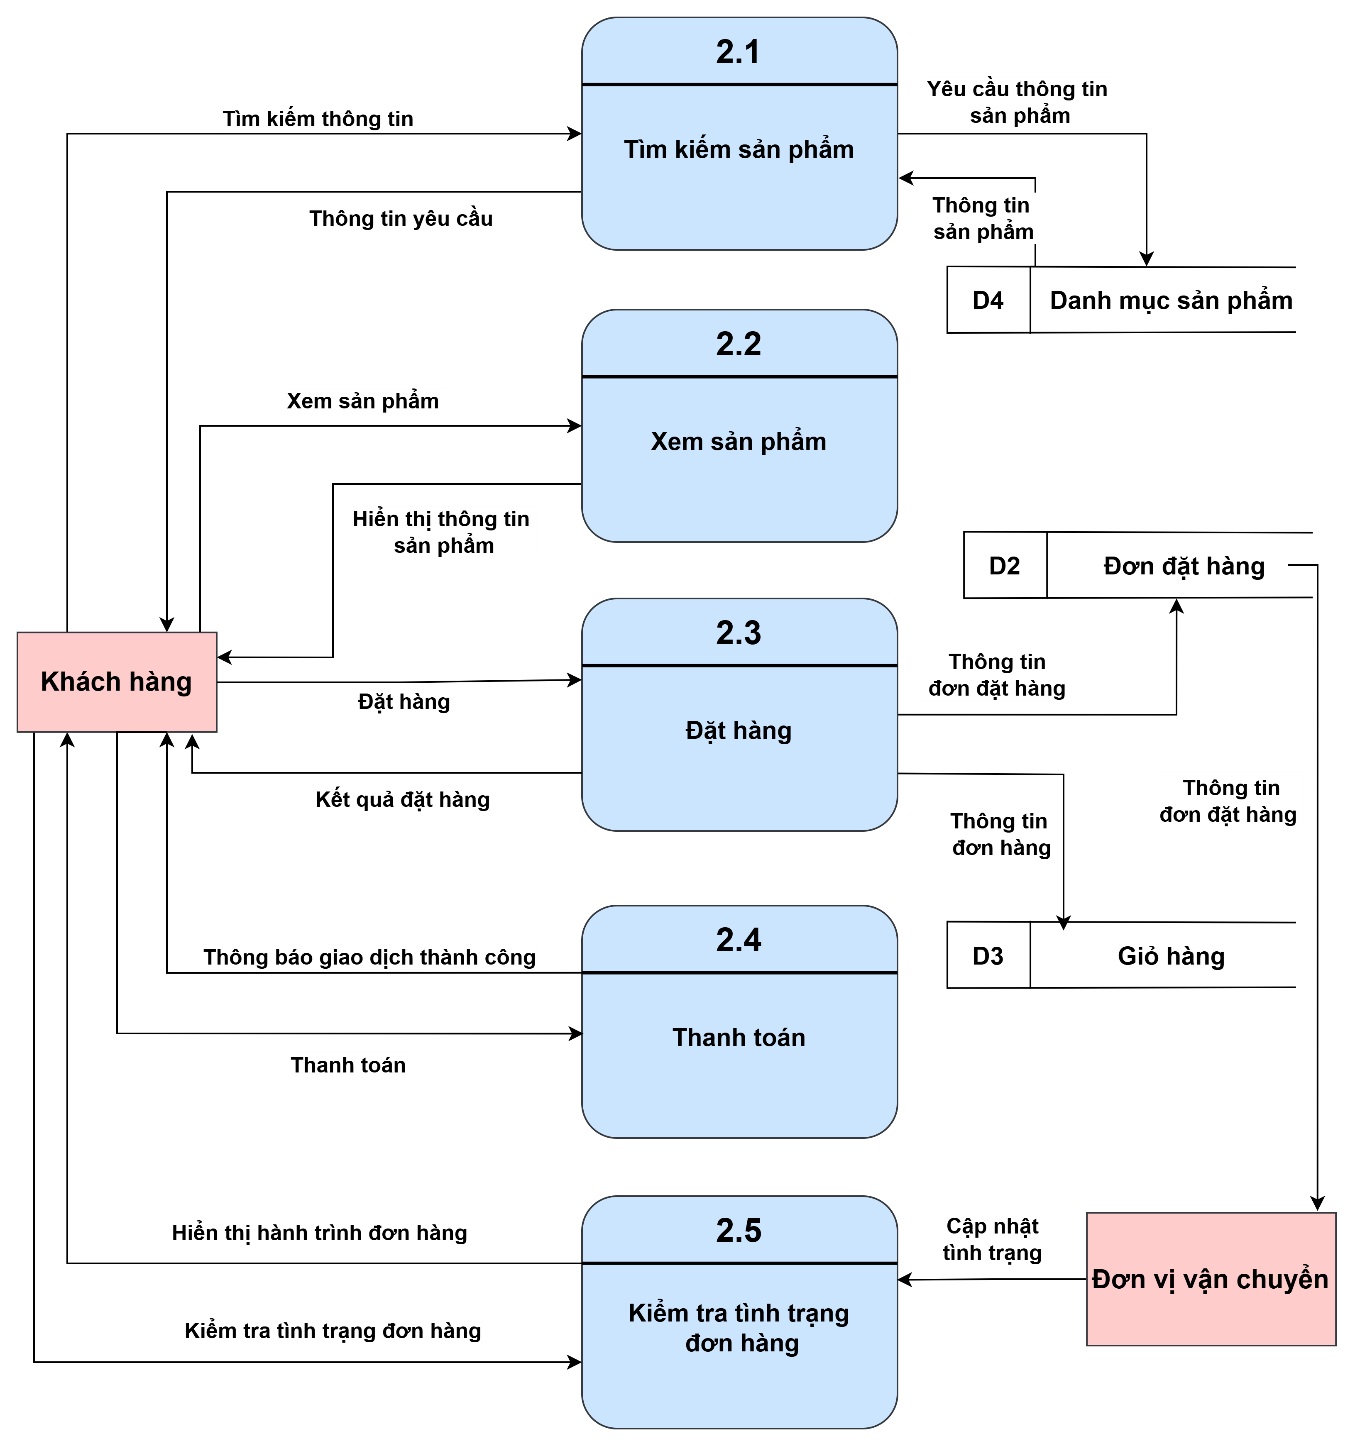 2.1
Tìm kiếm thông tin
Yêu cầu thông tin
sản phẩm
Tìm kiếm sản phẩm
Thông tin yêu cầu
Thông tin
sản phẩm
D4
Danh mục sản phẩm
2.2
Xem sản phẩm
Xem sản phẩm
Hiển thị thông tin
sản phẩm
D2
Đơn đặt hàng
2.3
Khách hàng
Đặt hàng
Thông tin
đơn đặt hàng
Đặt hàng
Kết quả đặt hàng
Thông tin
đơn hàng
Thông tin
đơn đặt hàng
2.4
Thông báo giao dịch thành công
D3
Giỏ hàng
Thanh toán
Thanh toán
2.5
Hiển thị hành trình đơn hàng
Cập nhật
tình trạng
Đơn vị vận chuyển
Kiểm tra tình trạng
đơn hàng
Kiểm tra tình trạng đơn hàng